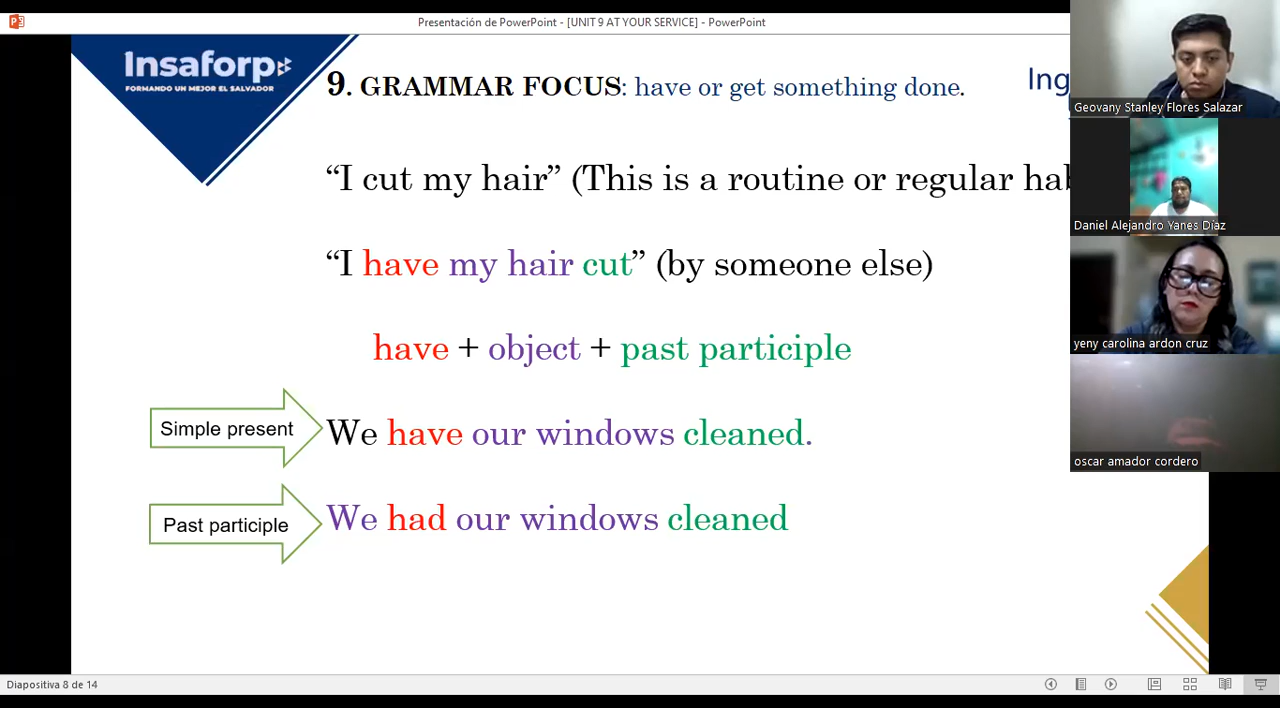 Presentación de PowerPoint - [UNIT 9 AT YOUR SERVICE] - PowerPoint
Insaforp
FORMANDO UN MEJOR EL SALVADOR
9. GRAMMAR FOCUS: have or get something done.
Ing
“I cut my hair” (This is a routine or regular hab
“I have my hair cut” (by someone else)
have + object + past participle
Simple present
We have our windows cleaned.
Past participle
We had our windows cleaned
Geovany Stanley Flores Salazar
Daniel Alejandro Yanes Diaz
yeny carolina ardon cruz
oscar amador cordero
Diapositiva 8 de 14